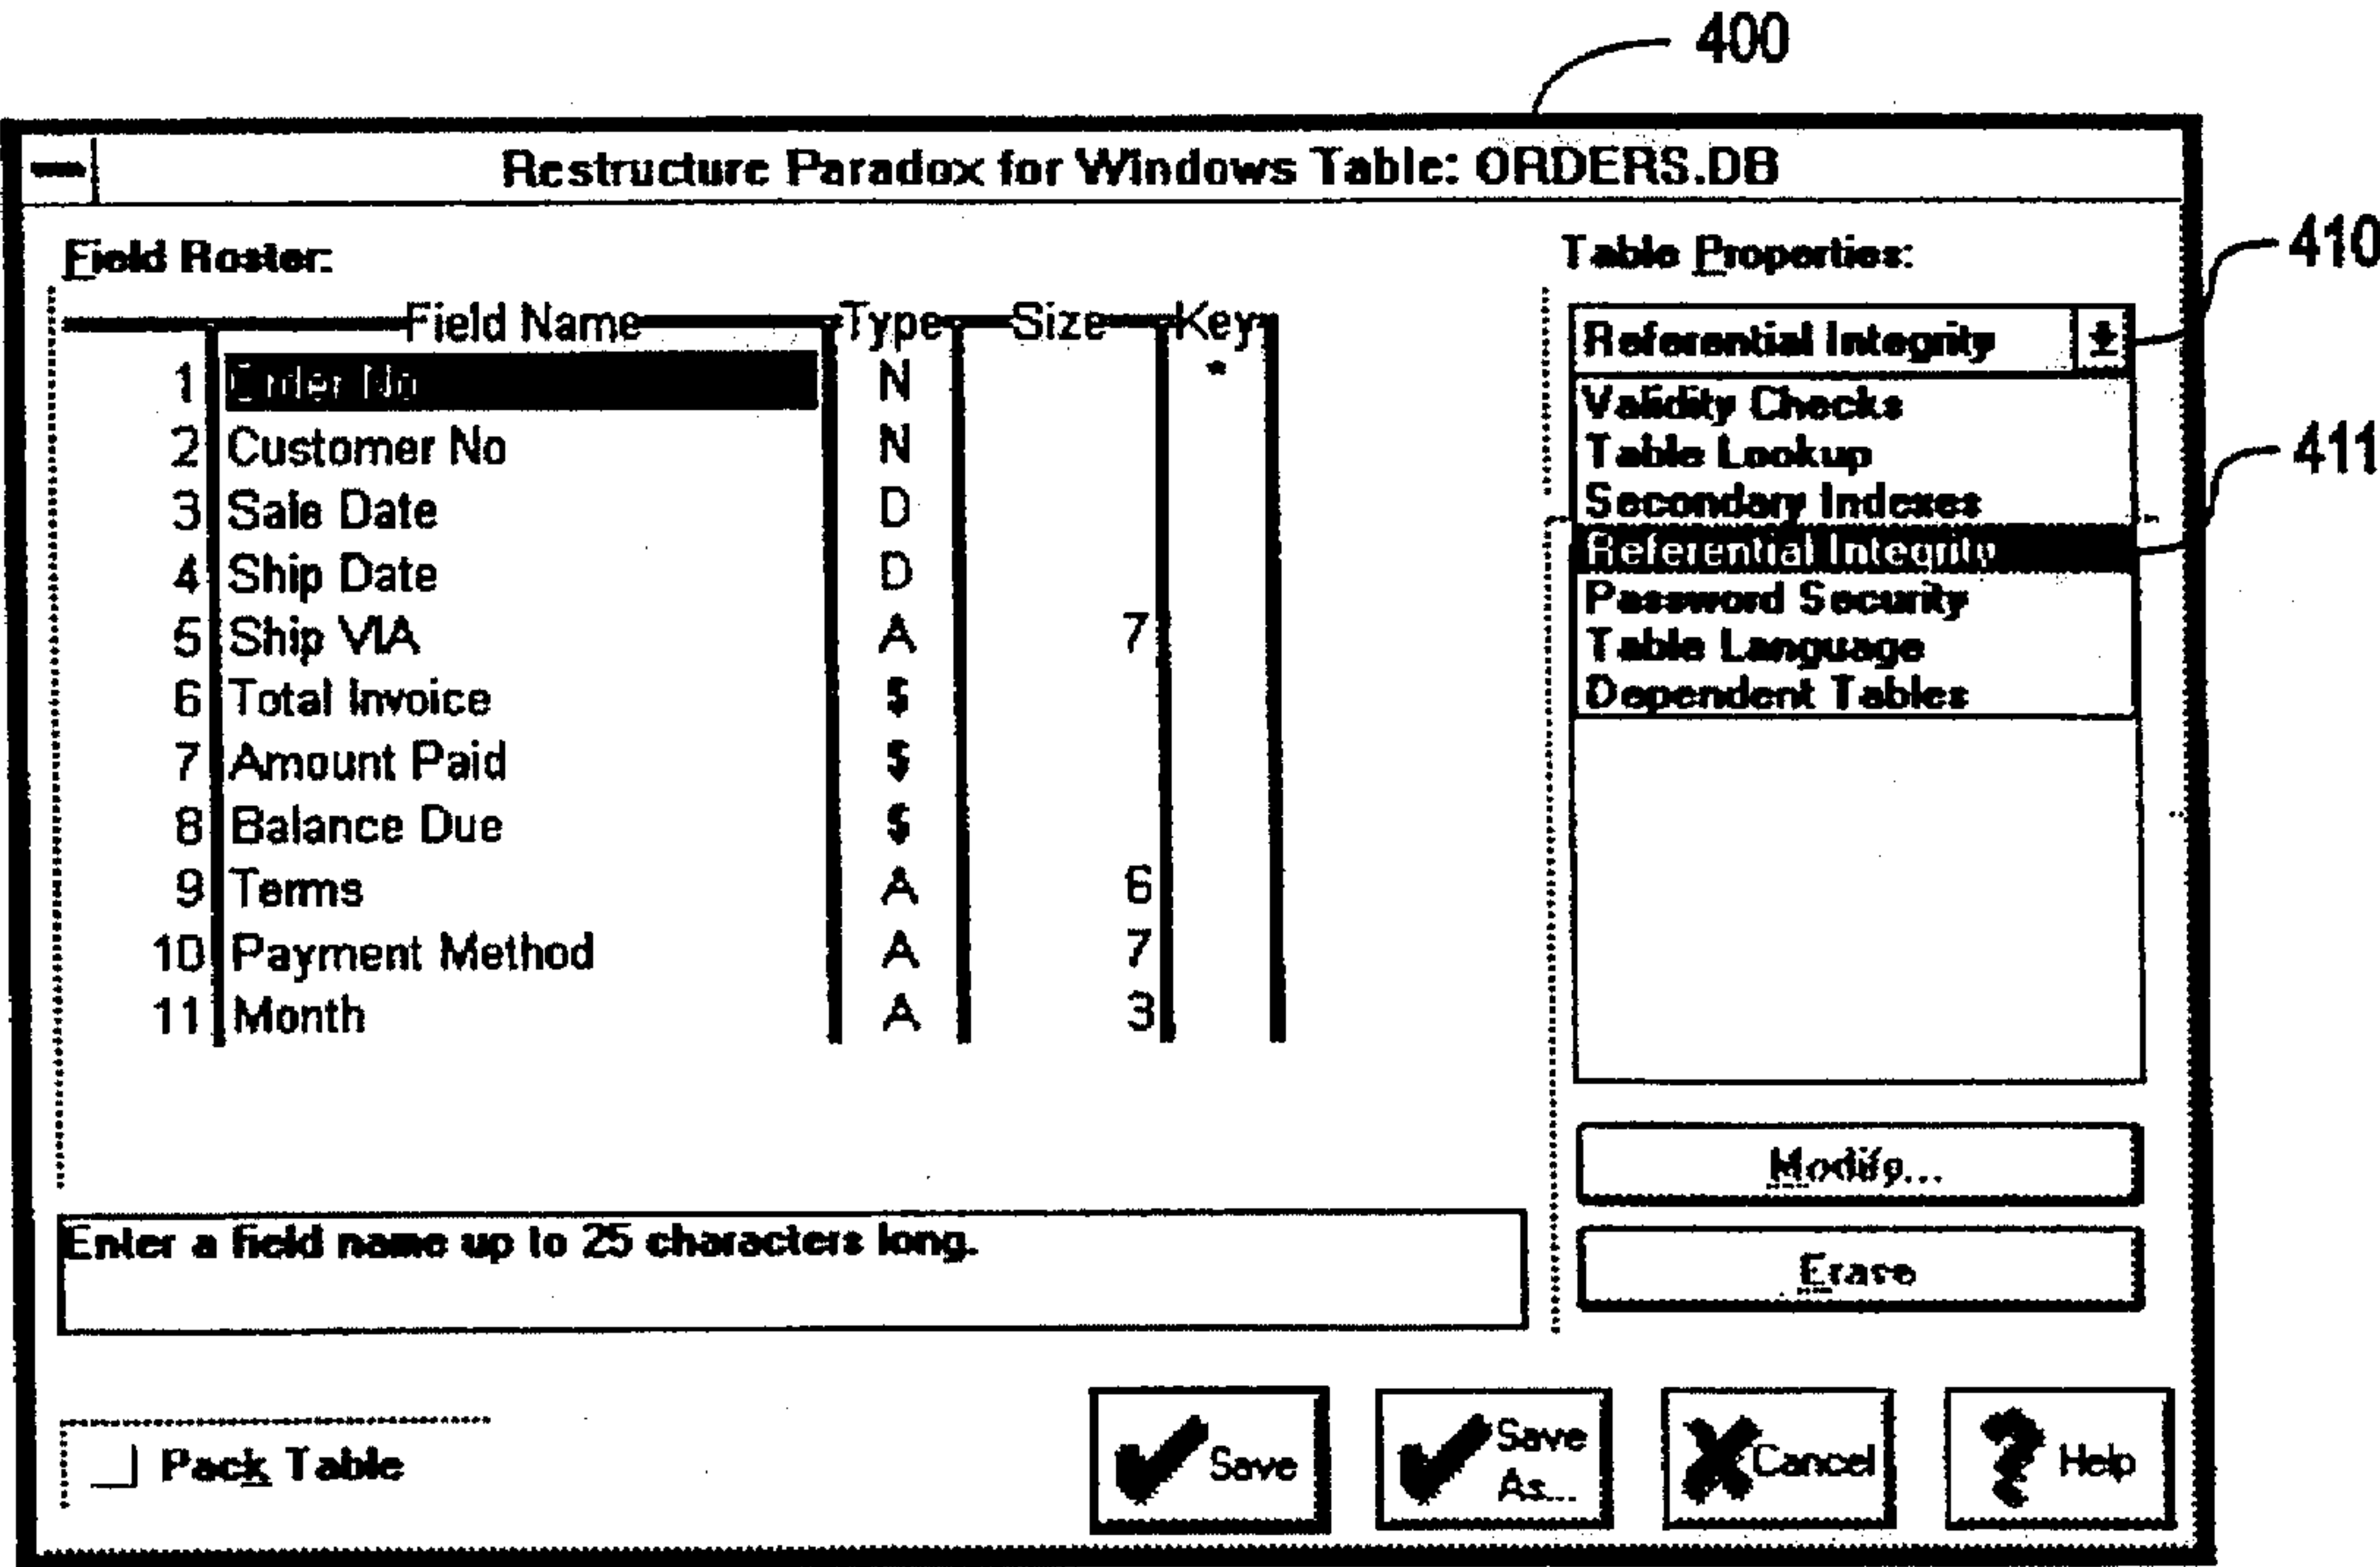 400
Restructure Paradox for Windows Table: ORDERS.DB
Field Roster:
Field Name Type Size Key
1 Order No N *
2 Customer No N
3 Sale Date D
4 Ship Date D
5 Ship VIA A 7
6 Total Invoice $
7 Amount Paid $
8 Balance Due $
9 Terms A 6
10 Payment Method A 7
11 Month A 3
Enter a field name up to 25 characters long.
Pack Table
Table Properties:
410
Referential Integrity
Validity Checks
Table Lookup
Secondary Indexes
Referential Integrity
411
Password Security
Table Language
Dependent Tables
Modify...
Erase
Save
Save
As...
Cancel
Help